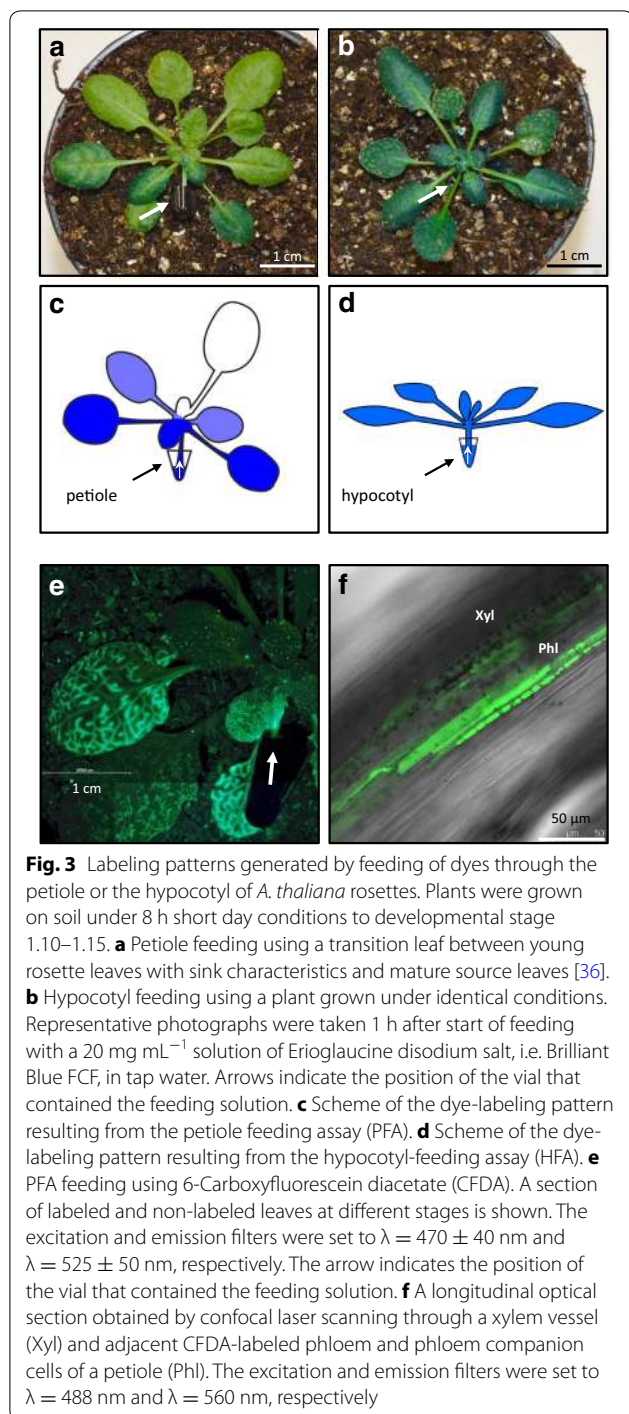 a
b
1 cm
1 cm
c
d
petiole
hypocotyl
e
f
Xyl
Phl
1 cm
50 µm
µm 50
Fig. 3 Labeling patterns generated by feeding of dyes through the
petiole or the hypocotyl of A. thaliana rosettes. Plants were grown
on soil under 8 h short day conditions to developmental stage
1.10–1.15. a Petiole feeding using a transition leaf between young
rosette leaves with sink characteristics and mature source leaves [36].
b Hypocotyl feeding using a plant grown under identical conditions.
Representative photographs were taken 1 h after start of feeding
with a 20 mg mL−1 solution of Erioglaucine disodium salt, i.e. Brilliant
Blue FCF, in tap water. Arrows indicate the position of the vial that
contained the feeding solution. c Scheme of the dye-labeling pattern
resulting from the petiole feeding assay (PFA). d Scheme of the dye-
labeling pattern resulting from the hypocotyl-feeding assay (HFA). e
PFA feeding using 6-Carboxyfluorescein diacetate (CFDA). A section
of labeled and non-labeled leaves at different stages is shown. The
excitation and emission filters were set to λ = 470 ± 40 nm and
λ = 525 ± 50 nm, respectively. The arrow indicates the position of
the vial that contained the feeding solution. f A longitudinal optical
section obtained by confocal laser scanning through a xylem vessel
(Xyl) and adjacent CFDA-labeled phloem and phloem companion
cells of a petiole (Phl). The excitation and emission filters were set to
λ = 488 nm and λ = 560 nm, respectively